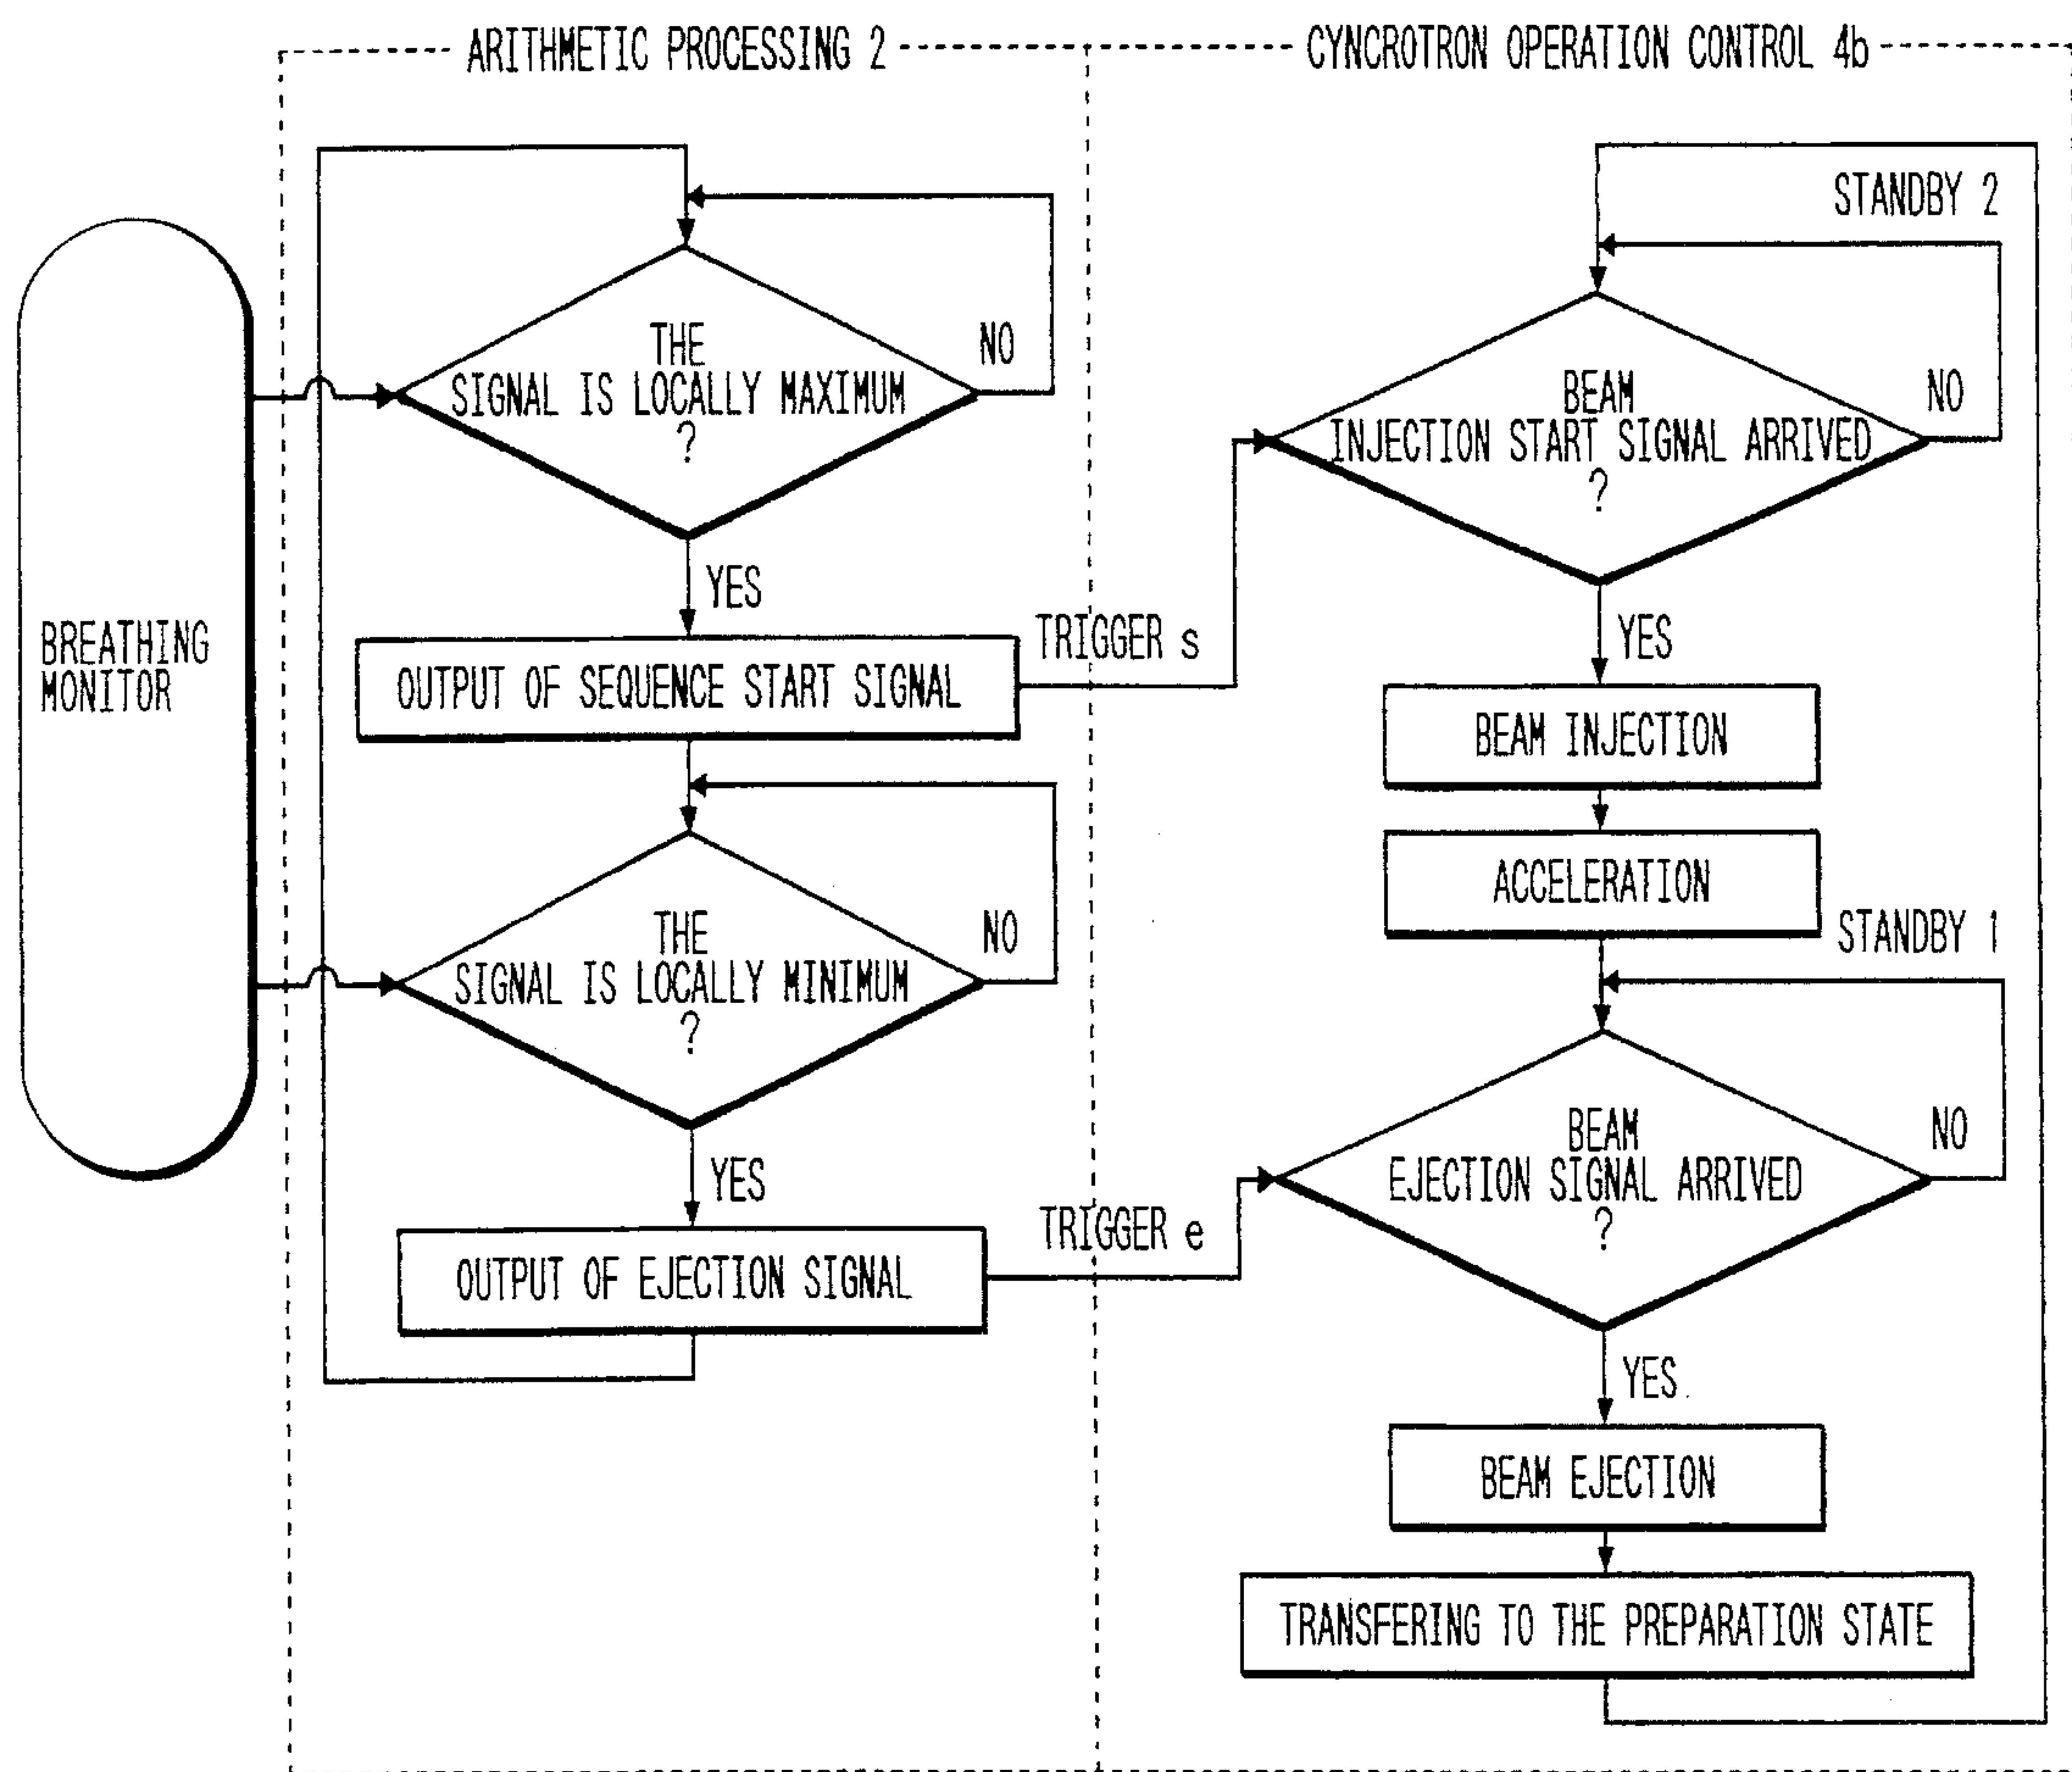 ARITHMETIC PROCESSING 2
CYNCROTRON OPERATION CONTROL 4b
BREATHING
MONITOR
THE
SIGNAL IS LOCALLY MAXIMUM
?
NO
YES
OUTPUT OF SEQUENCE START SIGNAL
TRIGGER s
THE
SIGNAL IS LOCALLY MINIMUM
?
NO
YES
OUTPUT OF EJECTION SIGNAL
TRIGGER e
STANDBY 2
BEAM
INJECTION START SIGNAL ARRIVED
?
NO
YES
BEAM INJECTION
ACCELERATION
STANDBY 1
BEAM
EJECTION SIGNAL ARRIVED
?
NO
YES
BEAM EJECTION
TRANSFERING TO THE PREPARATION STATE